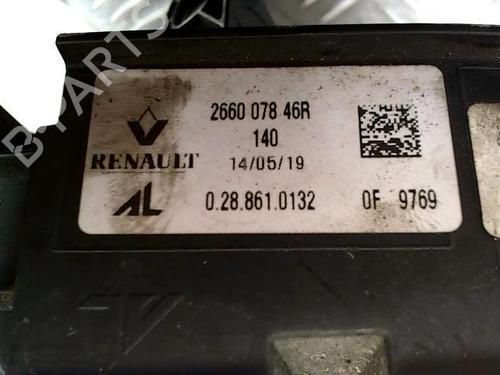 B-PARTS
2660 078 46R
140
RENAULT
14/05/19
AL
0.28.861.0132
0F 9769